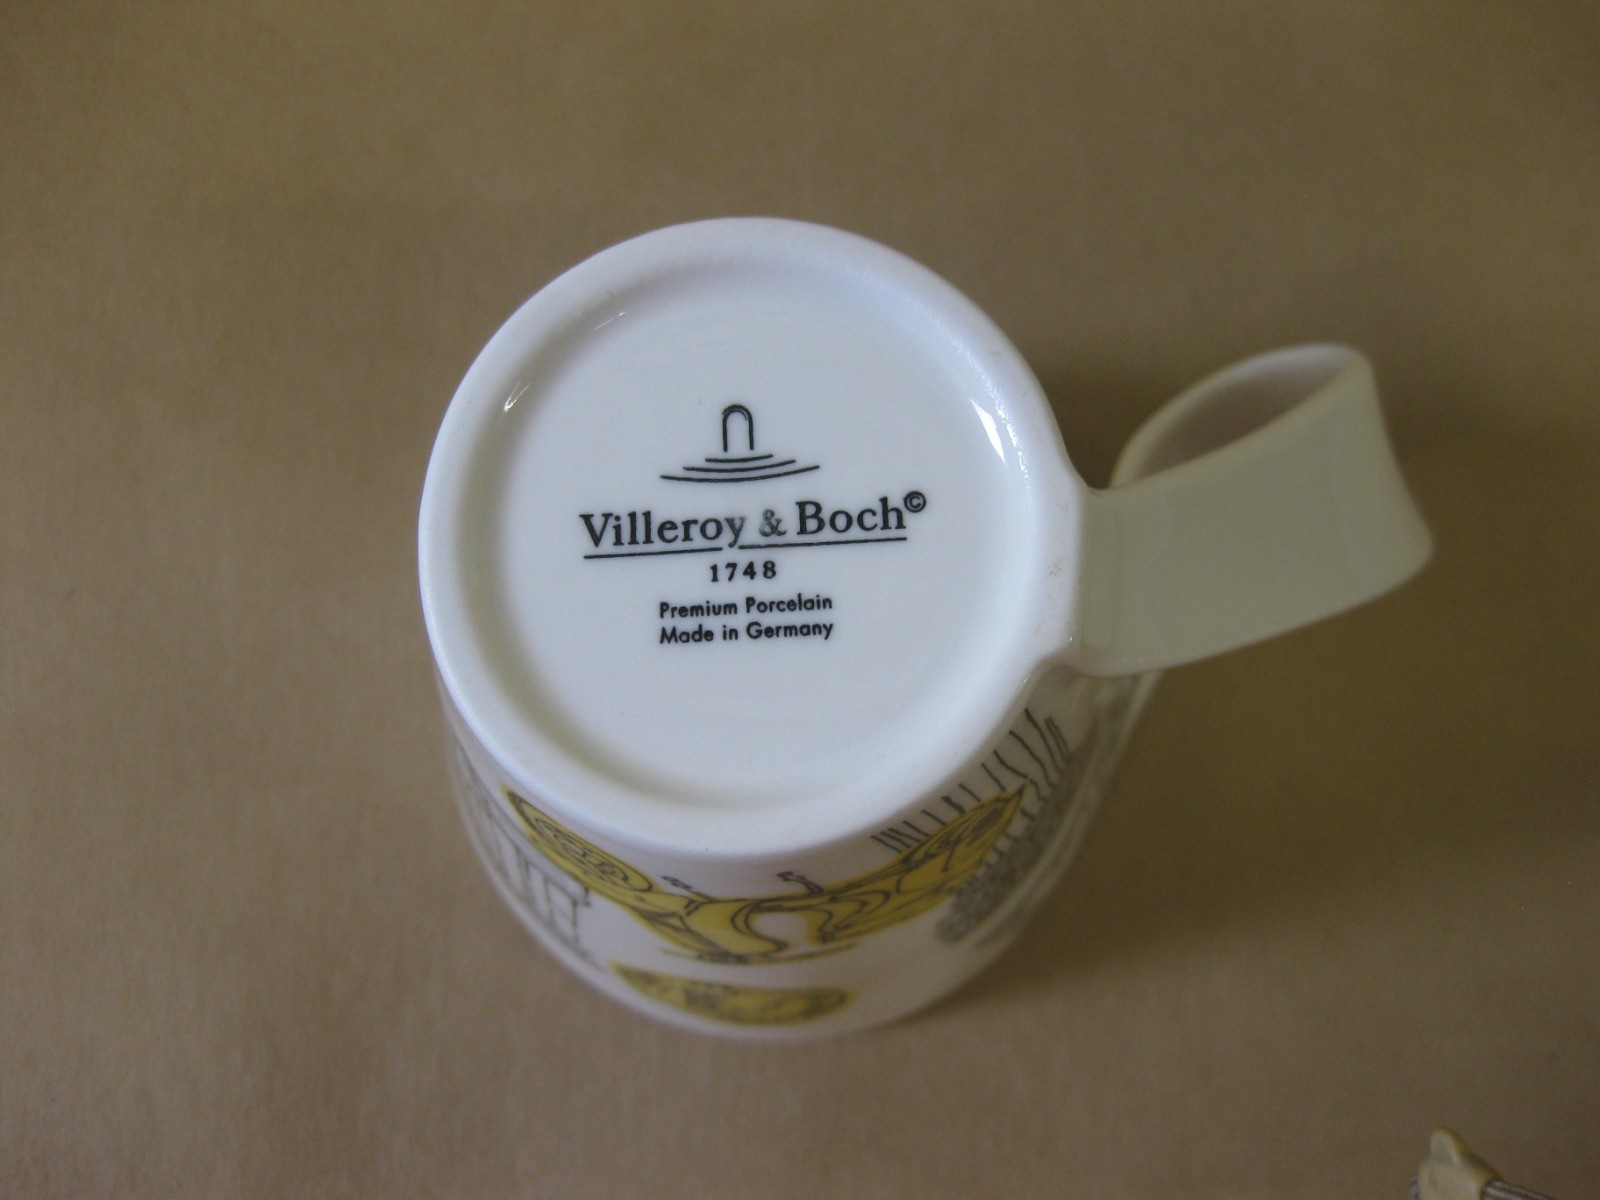 Villeroy & Boch©
1748
Premium Porcelain
Made in Germany